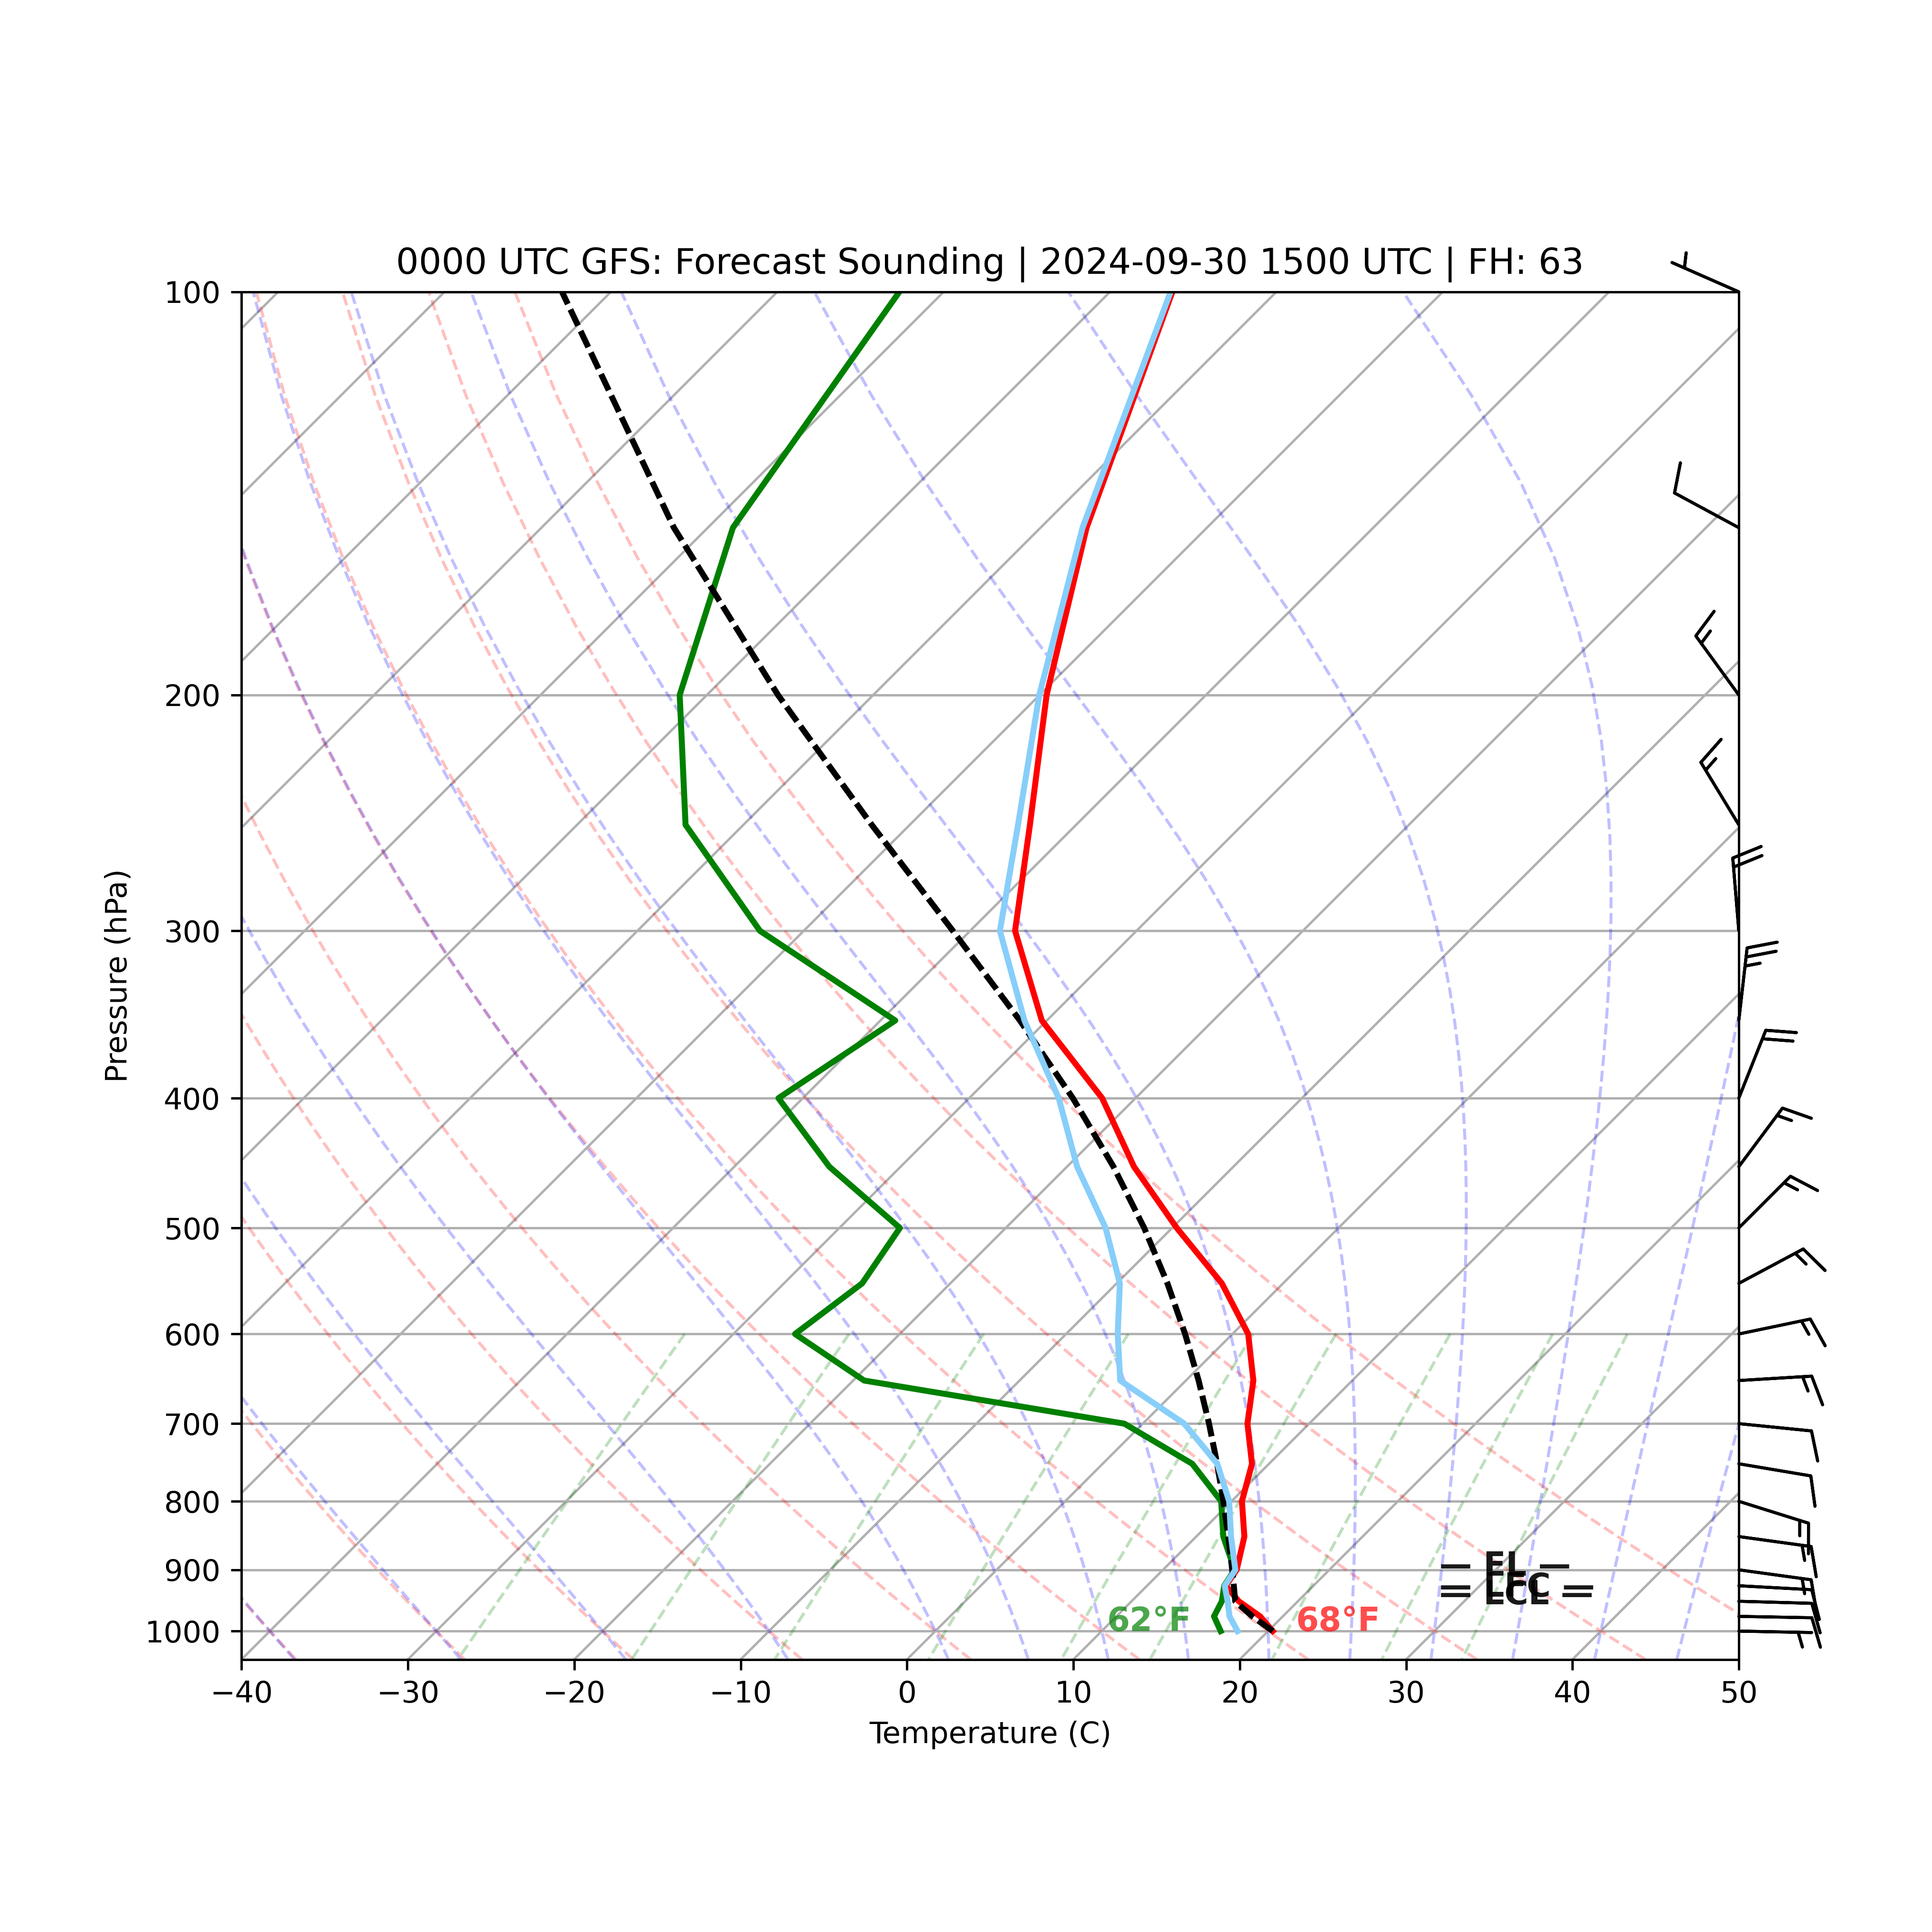 0000 UTC GFS: Forecast Sounding | 2024-09-30 1500 UTC | FH: 63
100
200
300
400
500
600
700
800
900
1000
Pressure (hPa)
— EL —
62°F
68°F
−40 −30 −20 −10 0 10 20 30 40 50
Temperature (C)